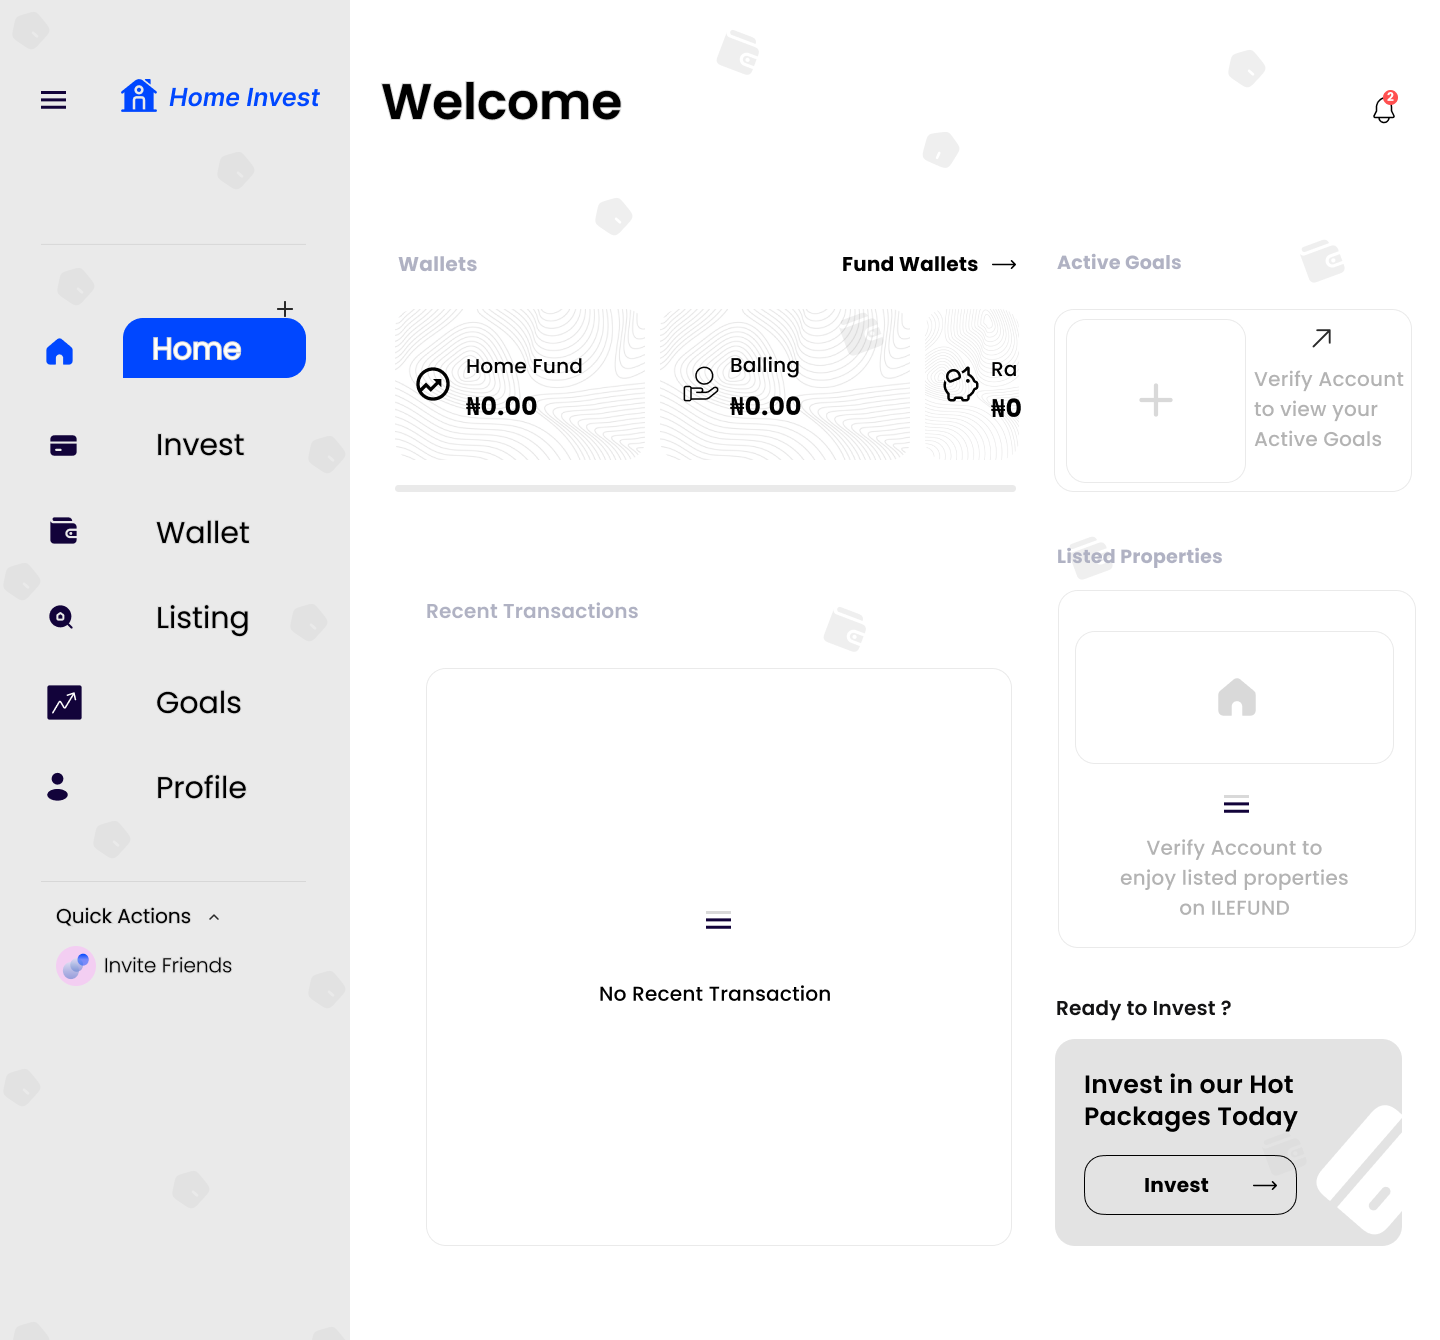 Home Invest
Welcome
2
Wallets
Fund Wallets
Active Goals
Home
Home Fund
₦0.00
Balling
₦0.00
Ra
₦0
Verify Account
to view your
Active Goals
Invest
Wallet
Listing
Goals
Profile
Quick Actions
Invite Friends
Recent Transactions
No Recent Transaction
Listed Properties
Verify Account to
enjoy listed properties
on ILEFUND
Ready to Invest ?
Invest in our Hot
Packages Today
Invest